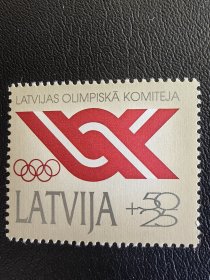 LATVIJAS OLIMPISKĀ KOMITEJA
LATVIJA
50
+25